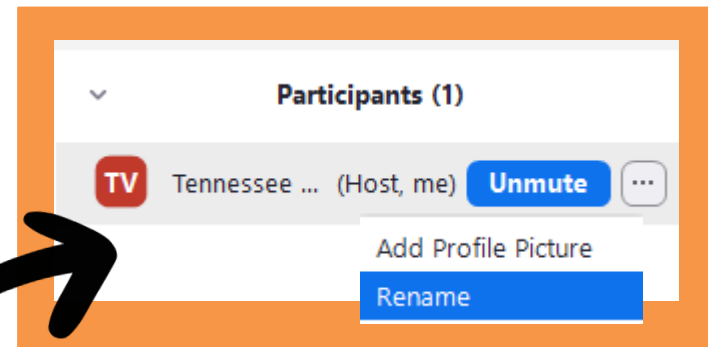 Participants (1)
TV Tennessee ... (Host, me) Unmute ...
Add Profile Picture
Rename